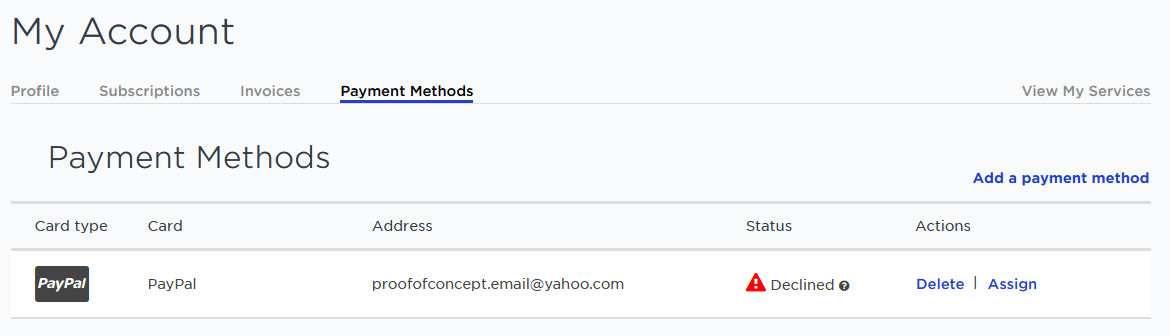 My Account
Profile Subscriptions Invoices Payment Methods View My Services
Payment Methods
Add a payment method
Card type Card Address Status Actions
PayPal PayPal proofofconcept.email@yahoo.com Declined ? Delete | Assign